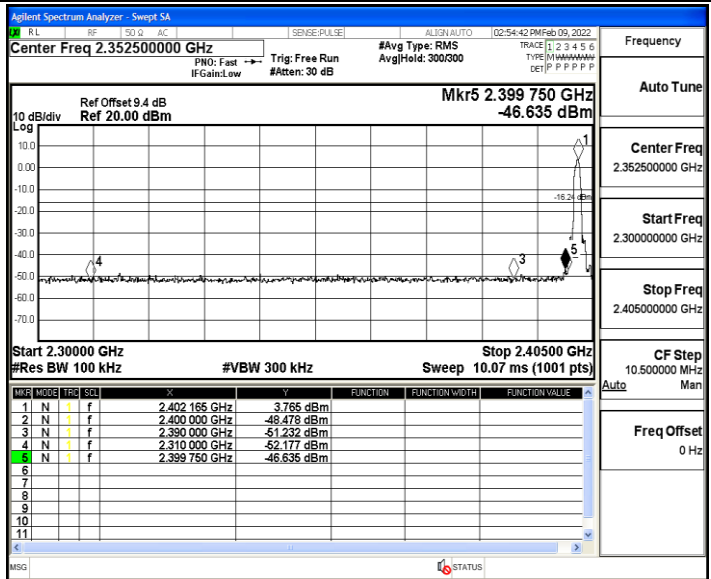 Agilent Spectrum Analyzer - Swept SA
RL RF 50 Ω AC SENSE:PULSE ALIGN AUTO 02:54:42 PM Feb 09, 2022
Center Freq 2.352500000 GHz
#Avg Type: RMS
TRACE 1 2 3 4 5 6
PNO: Fast Trig: Free Run Avg|Hold: 300/300
TYPE M W W W W W
IFGain:Low #Atten: 30 dB
DET P P P P P P
Frequency
Auto Tune
Mkr5 2.399 750 GHz
Ref Offset 9.4 dB
10 dB/div Ref 20.00 dBm -46.635 dBm
Log
10.0
0.00
-10.0
-20.0
-30.0
-40.0
-50.0
-60.0
-70.0
1
-16.24 dBm
4
3
5
Start 2.30000 GHz Stop 2.40500 GHz
#Res BW 100 kHz #VBW 300 kHz Sweep 10.07 ms (1001 pts)
MKR MODE TRC SCL X Y FUNCTION FUNCTION WIDTH FUNCTION VALUE
1 N 1 f 2.402 165 GHz 3.765 dBm
2 N 1 f 2.400 000 GHz -48.478 dBm
3 N 1 f 2.390 000 GHz -51.232 dBm
4 N 1 f 2.310 000 GHz -52.177 dBm
5 N 1 f 2.399 750 GHz -46.635 dBm
6
7
8
9
10
11
Center Freq
2.352500000 GHz
Start Freq
2.300000000 GHz
Stop Freq
2.405000000 GHz
CF Step
10.500000 MHz
Auto Man
Freq Offset
0 Hz
MSG STATUS